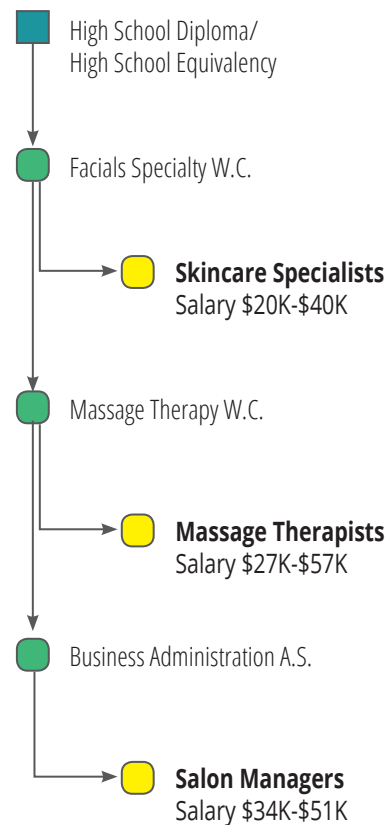 High School Diploma/
High School Equivalency
Facials Specialty W.C.
Skincare Specialists
Salary $20K-$40K
Massage Therapy W.C.
Massage Therapists
Salary $27K-$57K
Business Administration A.S.
Salon Managers
Salary $34K-$51K